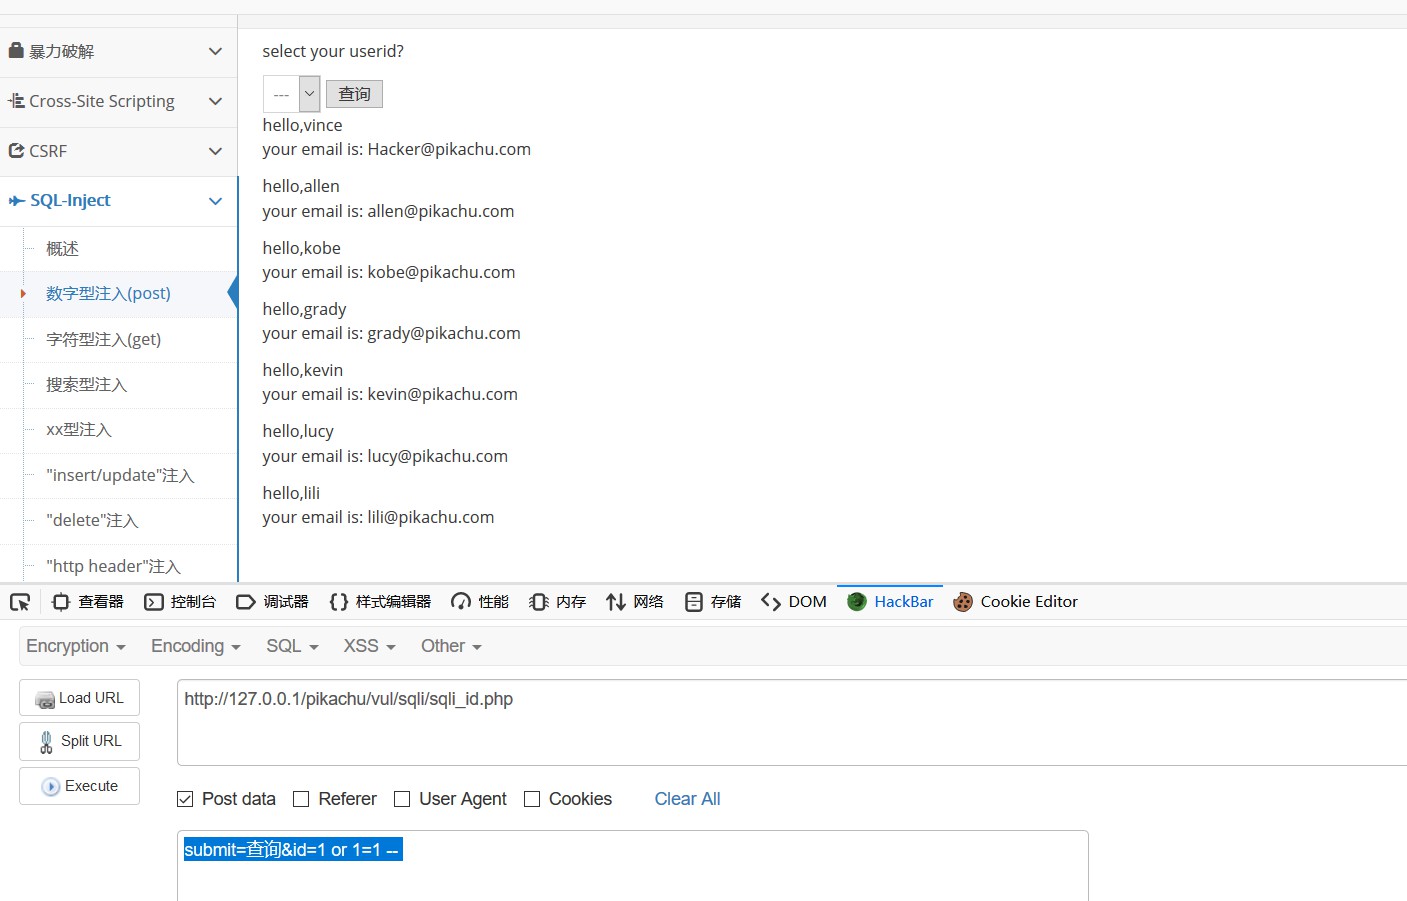 暴力破解
Cross-Site Scripting
CSRF
SQL-Inject
概述
数字型注入(post)
字符型注入(get)
搜索型注入
xx型注入
"insert/update"注入
"delete"注入
"http header"注入
select your userid?
--- 查询
hello,vince
your email is: Hacker@pikachu.com
hello,allen
your email is: allen@pikachu.com
hello,kobe
your email is: kobe@pikachu.com
hello,grady
your email is: grady@pikachu.com
hello,kevin
your email is: kevin@pikachu.com
hello,lucy
your email is: lucy@pikachu.com
hello,lili
your email is: lili@pikachu.com
查看器 控制台 调试器 样式编辑器 性能 内存 网络 存储 DOM HackBar Cookie Editor
Encryption Encoding SQL XSS Other
Load URL
Split URL
Execute
http://127.0.0.1/pikachu/vul/sqli/sqli_id.php
Post data Referer User Agent Cookies Clear All
submit=查询&id=1 or 1=1 --